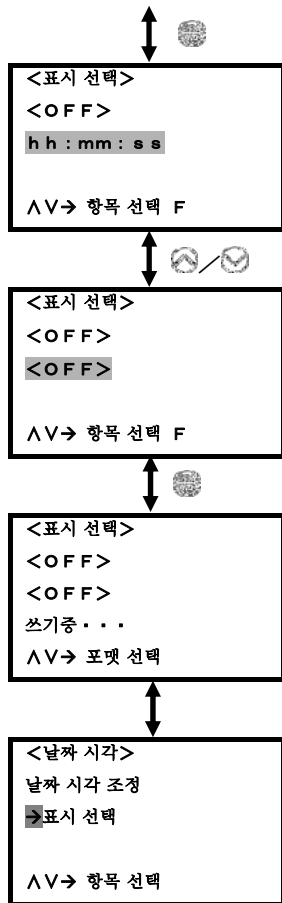 <표시 선택>
<OFF>
hh:mm:ss
∧∨→ 항목 선택 F
/
<표시 선택>
<OFF>
<OFF>
∧∨→ 항목 선택 F
<표시 선택>
<OFF>
<OFF>
쓰기중・・・
∧∨→ 포맷 선택
<날짜 시각>
날짜 시각 조정
→표시 선택
∧∨→ 항목 선택